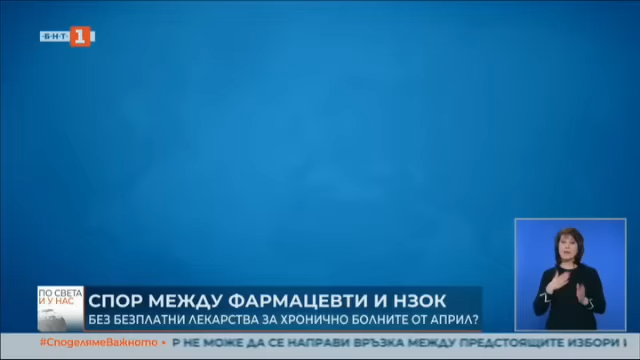 БНТ 1
ПО СВЕТА
И У НАС
СПОР МЕЖДУ ФАРМАЦЕВТИ И НЗОК
БЕЗ БЕЗПЛАТНИ ЛЕКАРСТВА ЗА ХРОНИЧНО БОЛНИТЕ ОТ АПРИЛ?
#СподелямеВажното
Р НЕ МОЖЕ ДА СЕ НАПРАВИ ВРЪЗКА МЕЖДУ ПРЕДСТОЯЩИТЕ ИЗБОРИ И